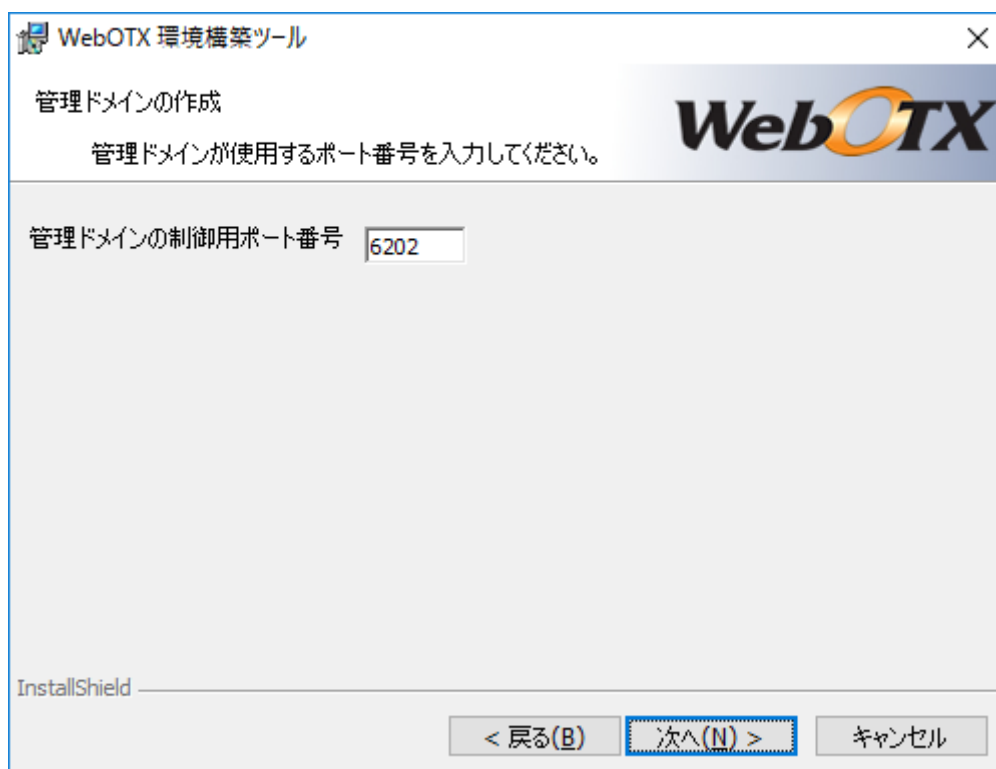 WebOTX 環境構築ツール
管理ドメインの作成
管理ドメインが使用するポート番号を入力してください。
WebOTX
管理ドメインの制御用ポート番号 6202
InstallShield
< 戻る(B) 次へ(N) > キャンセル